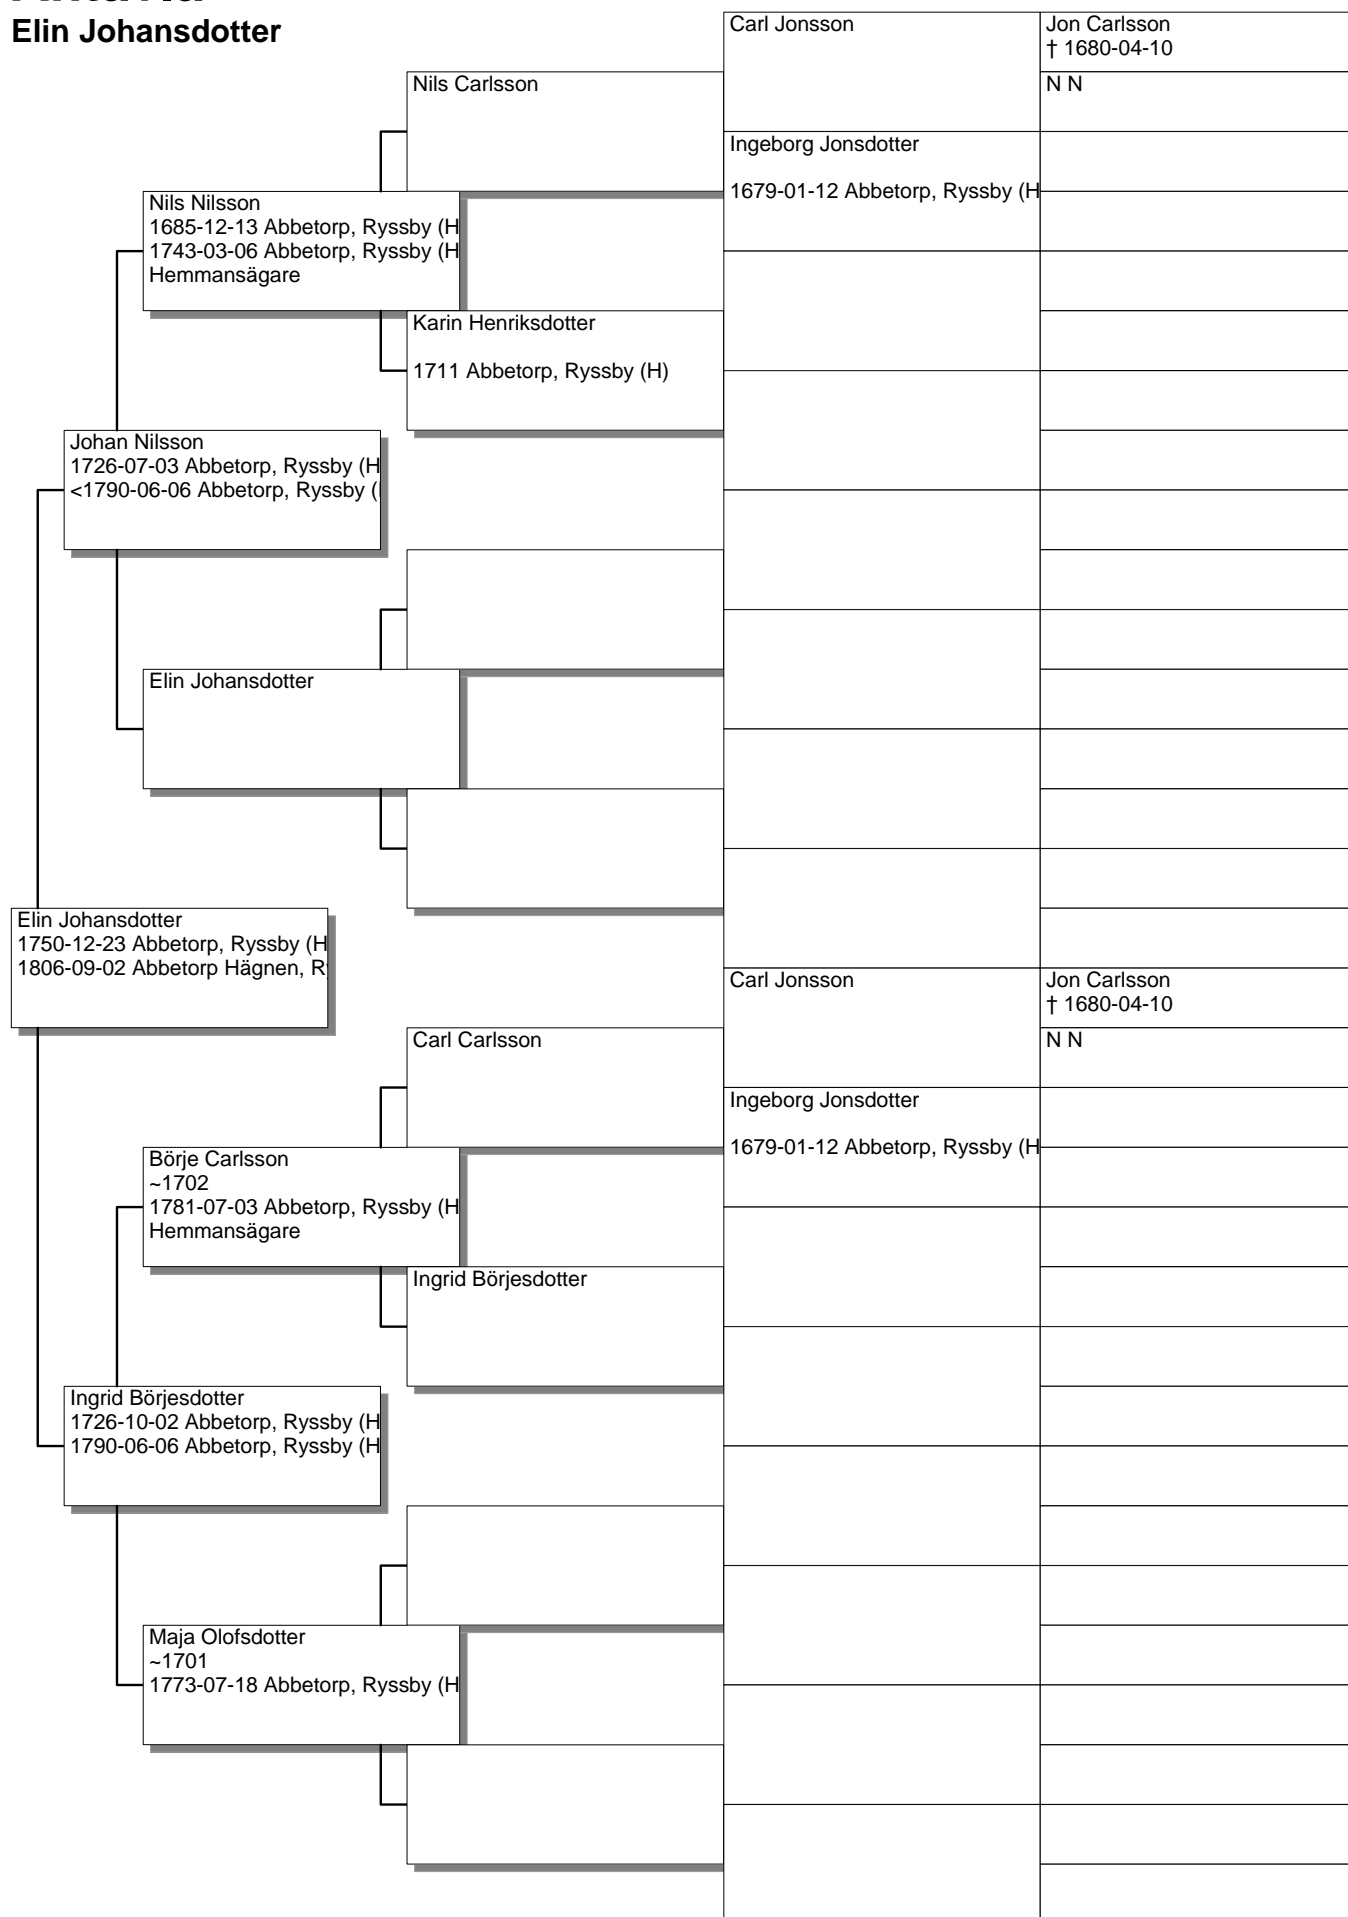 Elin Johansdotter
Carl Jonsson
Jon Carlsson
† 1680-04-10
Nils Carlsson
N N
Ingeborg Jonsdotter
1679-01-12 Abbetorp, Ryssby (H
Nils Nilsson
1685-12-13 Abbetorp, Ryssby (H
1743-03-06 Abbetorp, Ryssby (H
Hemmansägare
Karin Henriksdotter
1711 Abbetorp, Ryssby (H)
Johan Nilsson
1726-07-03 Abbetorp, Ryssby (H
<1790-06-06 Abbetorp, Ryssby (
Elin Johansdotter
Elin Johansdotter
1750-12-23 Abbetorp, Ryssby (H
1806-09-02 Abbetorp Hägnen, R
Carl Jonsson
Jon Carlsson
† 1680-04-10
Carl Carlsson
N N
Ingeborg Jonsdotter
1679-01-12 Abbetorp, Ryssby (H
Börje Carlsson
~1702
1781-07-03 Abbetorp, Ryssby (H
Hemmansägare
Ingrid Börjesdotter
Ingrid Börjesdotter
1726-10-02 Abbetorp, Ryssby (H
1790-06-06 Abbetorp, Ryssby (H
Maja Olofsdotter
~1701
1773-07-18 Abbetorp, Ryssby (H